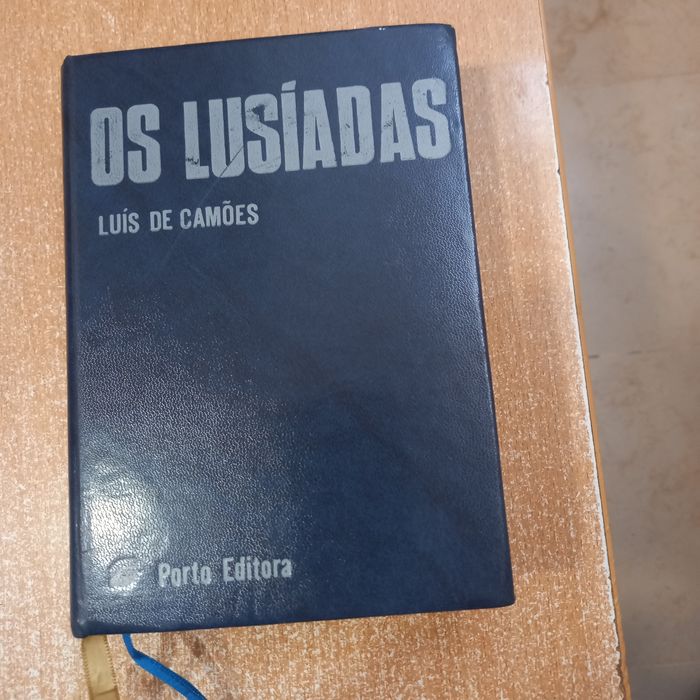 OS LUSÍADAS
LUÍS DE CAMÕES
Porto Editora